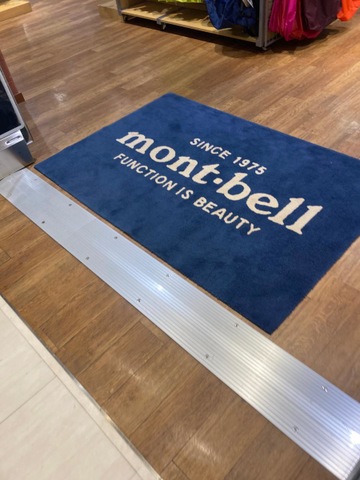 SINCE 1975
mont·bell
FUNCTION IS BEAUTY